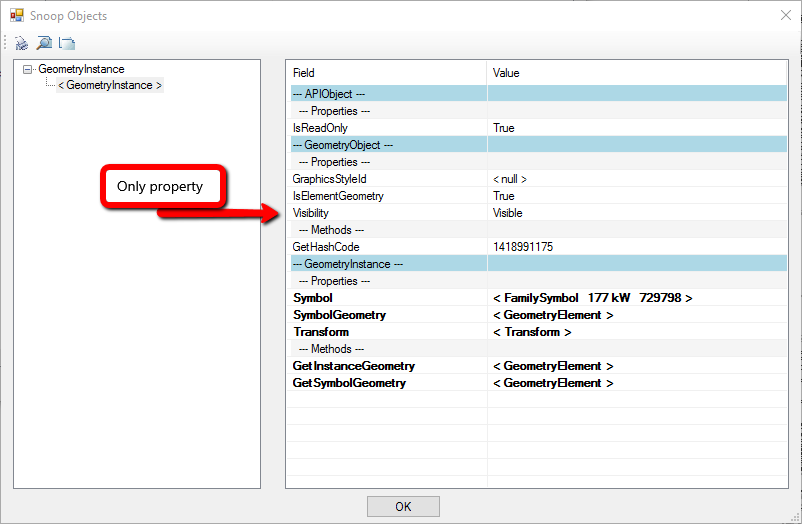 Snoop Objects
GeometryInstance
< GeometryInstance >
Only property
Field Value
--- APIObject ---
--- Properties ---
IsReadOnly True
--- GeometryObject ---
--- Properties ---
GraphicsStyleId < null >
IsElementGeometry True
Visibility Visible
--- Methods ---
GetHashCode 1418991175
--- GeometryInstance ---
--- Properties ---
Symbol < FamilySymbol 177 kW 729798 >
SymbolGeometry < GeometryElement >
Transform < Transform >
--- Methods ---
GetInstanceGeometry < GeometryElement >
GetSymbolGeometry < GeometryElement >
OK